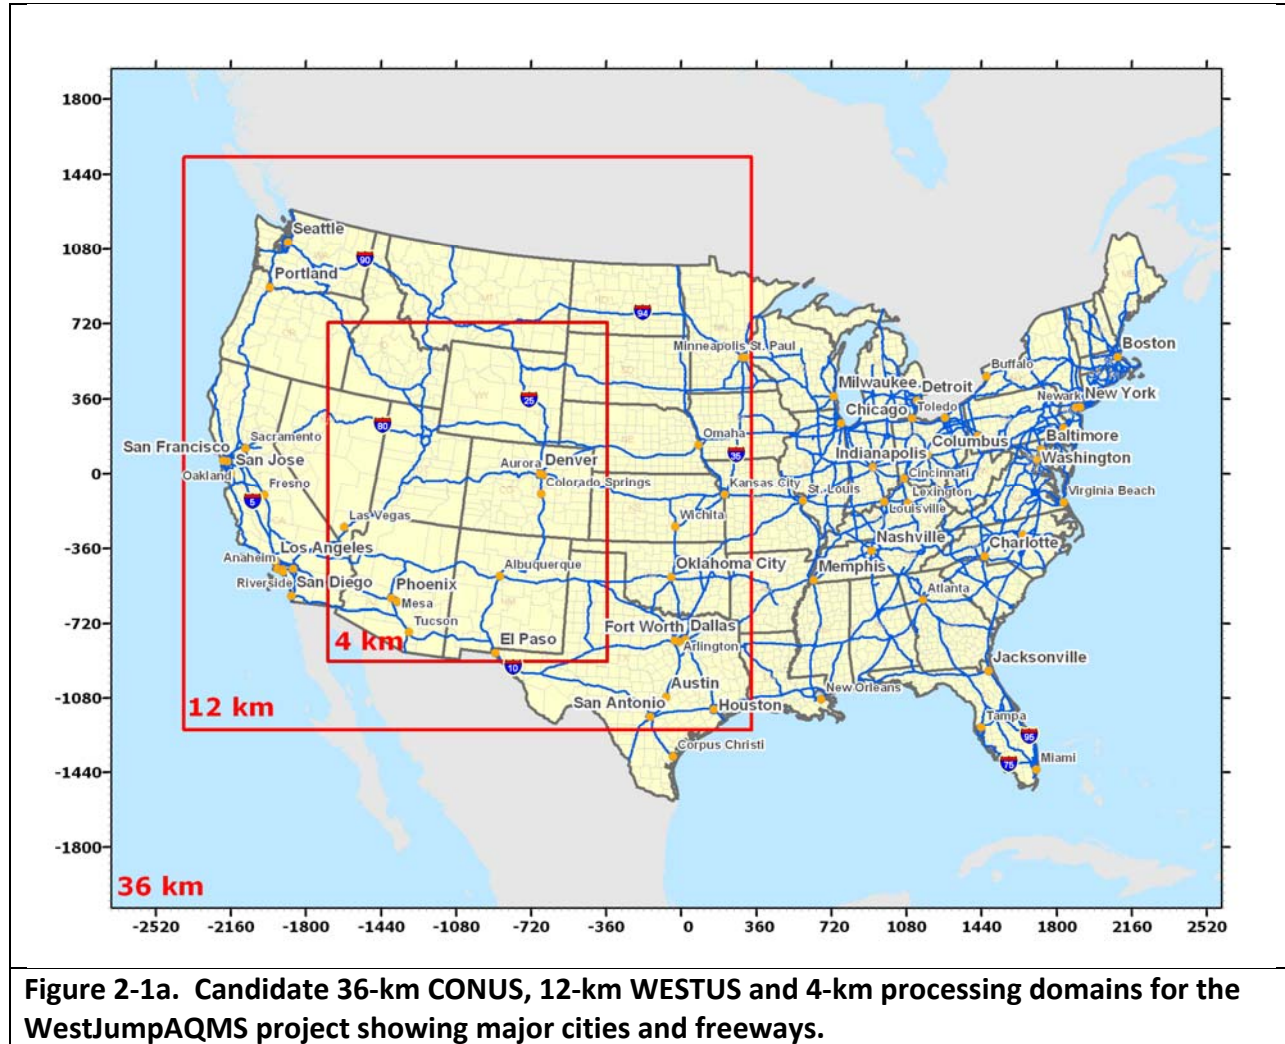 1800
1440
1080
720
360
0
-360
-720
-1080
-1440
-1800
Seattle
90
Portland
94
Minneapolis St. Paul
Boston
Buffalo
Milwaukee
Detroit
25
Newark
New York
Chicago
Toledo
80
Omaha
Baltimore
San Francisco
Sacramento
Columbus
35
Indianapolis
Washington
San Jose
Aurora
Denver
Oakland
Cincinnati
Fresno
Colorado Springs
Kansas City
St. Louis
Lexington
Virginia Beach
5
Louisville
Las Vegas
Wichita
Nashville
Charlotte
Los Angeles
Anaheim
Albuquerque
Oklahoma City
Memphis
Riverside
San Diego
Phoenix
Atlanta
Mesa
Tucson
Fort Worth
Dallas
4 km
El Paso
Arlington
Jacksonville
10
Austin
New Orleans
12 km
San Antonio
Houston
Tampa
95
Corpus Christi
Miami
75
36 km
-2520 -2160 -1800 -1440 -1080 -720 -360 0 360 720 1080 1440 1800 2160 2520
Figure 2-1a. Candidate 36-km CONUS, 12-km WESTUS and 4-km processing domains for the
WestJumpAQMS project showing major cities and freeways.